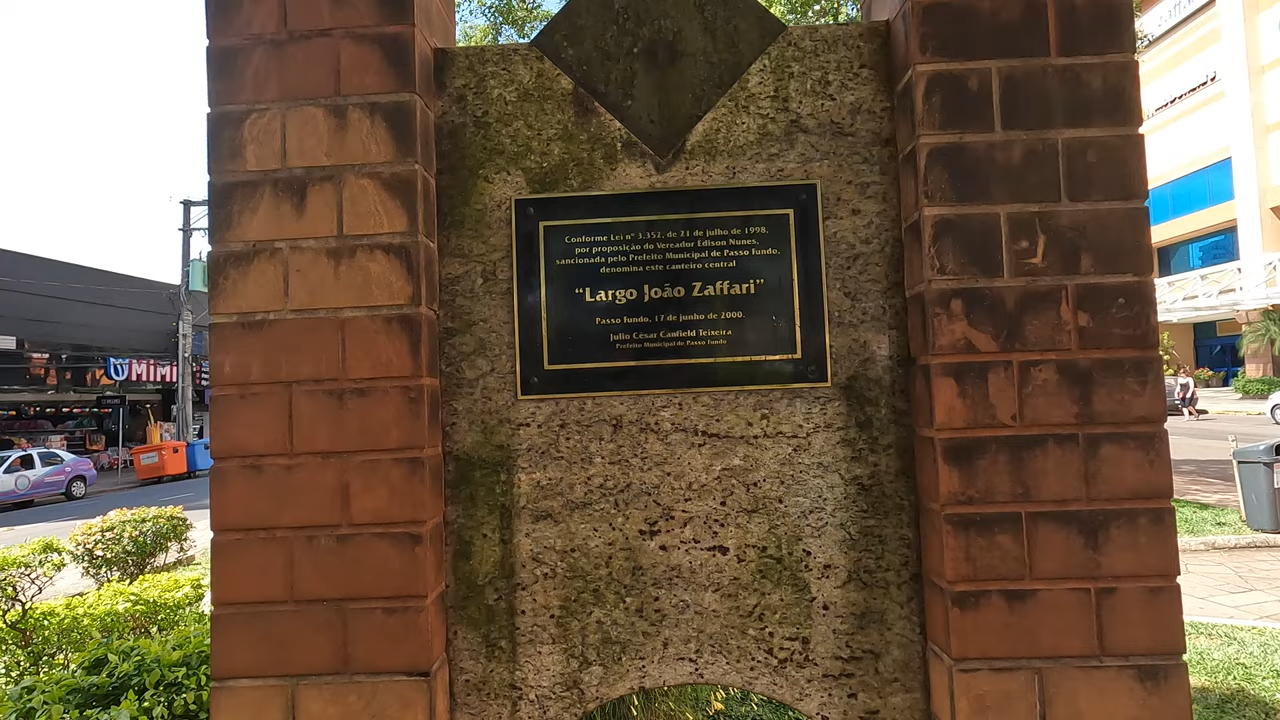 Conforme Lei nº 3.352, de 21 de julho de 1998,
por proposição do Vereador Édison Nunes,
sancionada pelo Prefeito Municipal de Passo Fundo,
denomina este canteiro central
“Largo João Zaffari”
Passo Fundo, 17 de junho de 2000.
Julio César Canfield Teixeira
Prefeito Municipal de Passo Fundo
MIMI